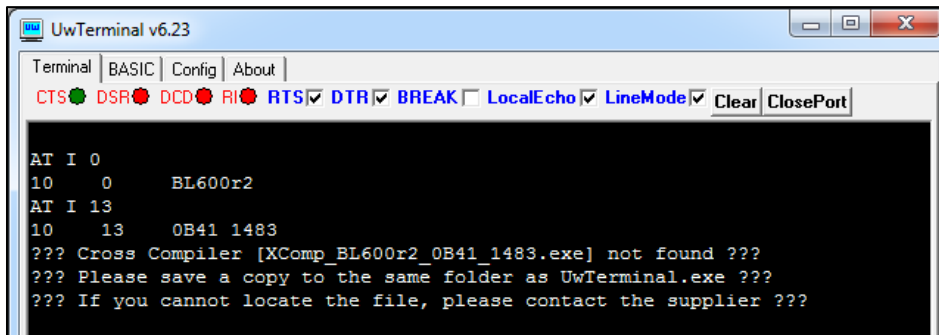 UwTerminal v6.23
Terminal BASIC Config About
CTS DSR DCD RI RTS DTR BREAK LocalEcho LineMode Clear ClosePort
AT I 0
10 0 BL600r2
AT I 13
10 13 0B41 1483
??? Cross Compiler [XComp_BL600r2_0B41_1483.exe] not found ???
??? Please save a copy to the same folder as UwTerminal.exe ???
??? If you cannot locate the file, please contact the supplier ???